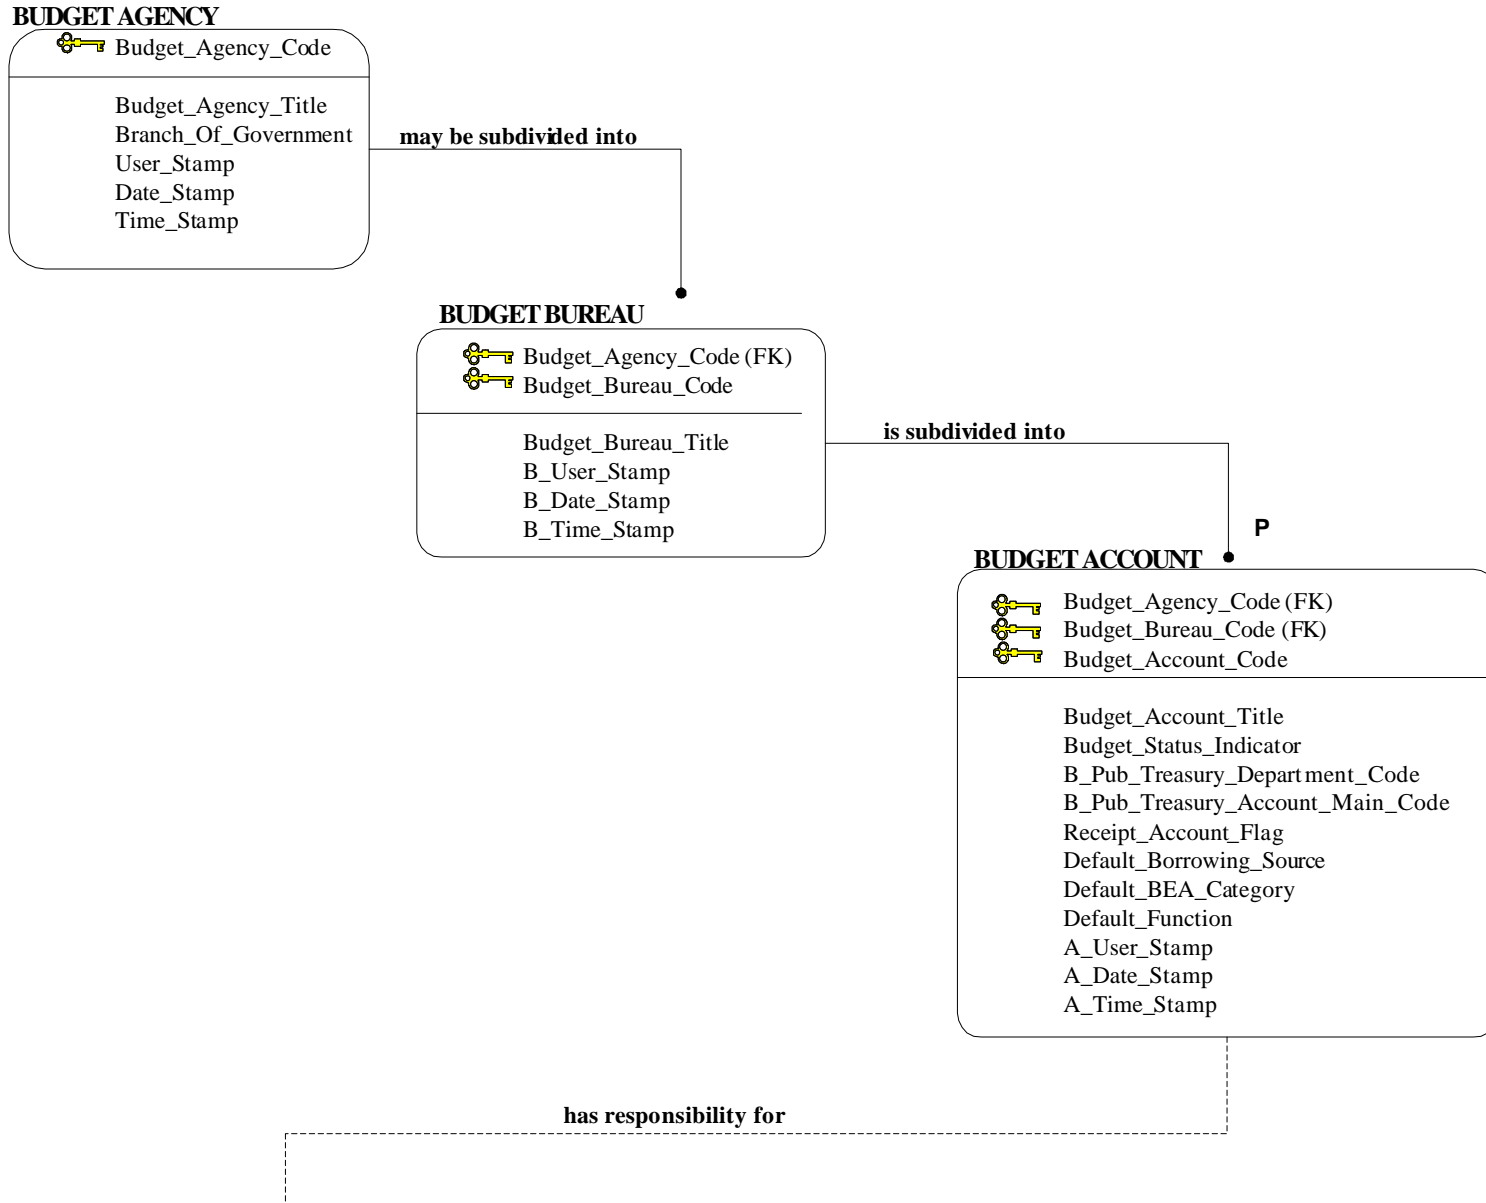 BUDGET AGENCY
Budget_Agency_Code
Budget_Agency_Title
Branch_Of_Government
User_Stamp
Date_Stamp
Time_Stamp
may be subdivided into
BUDGET BUREAU
Budget_Agency_Code (FK)
Budget_Bureau_Code
Budget_Bureau_Title
B_User_Stamp
B_Date_Stamp
B_Time_Stamp
is subdivided into
P
BUDGET ACCOUNT
Budget_Agency_Code (FK)
Budget_Bureau_Code (FK)
Budget_Account_Code
Budget_Account_Title
Budget_Status_Indicator
B_Pub_Treasury_Department_Code
B_Pub_Treasury_Account_Main_Code
Receipt_Account_Flag
Default_Borrowing_Source
Default_BEA_Category
Default_Function
A_User_Stamp
A_Date_Stamp
A_Time_Stamp
has responsibility for